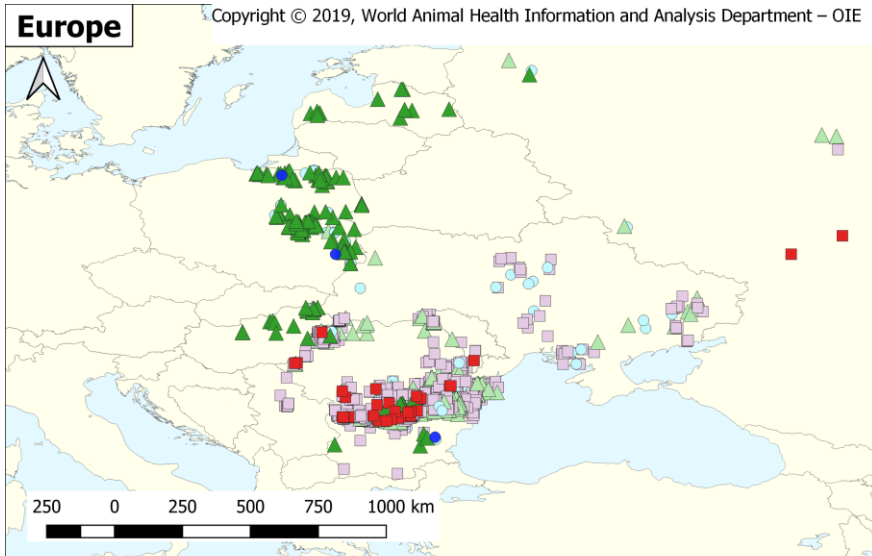 Europe
Copyright © 2019, World Animal Health Information and Analysis Department – OIE
250 0 250 500 750 1000 km